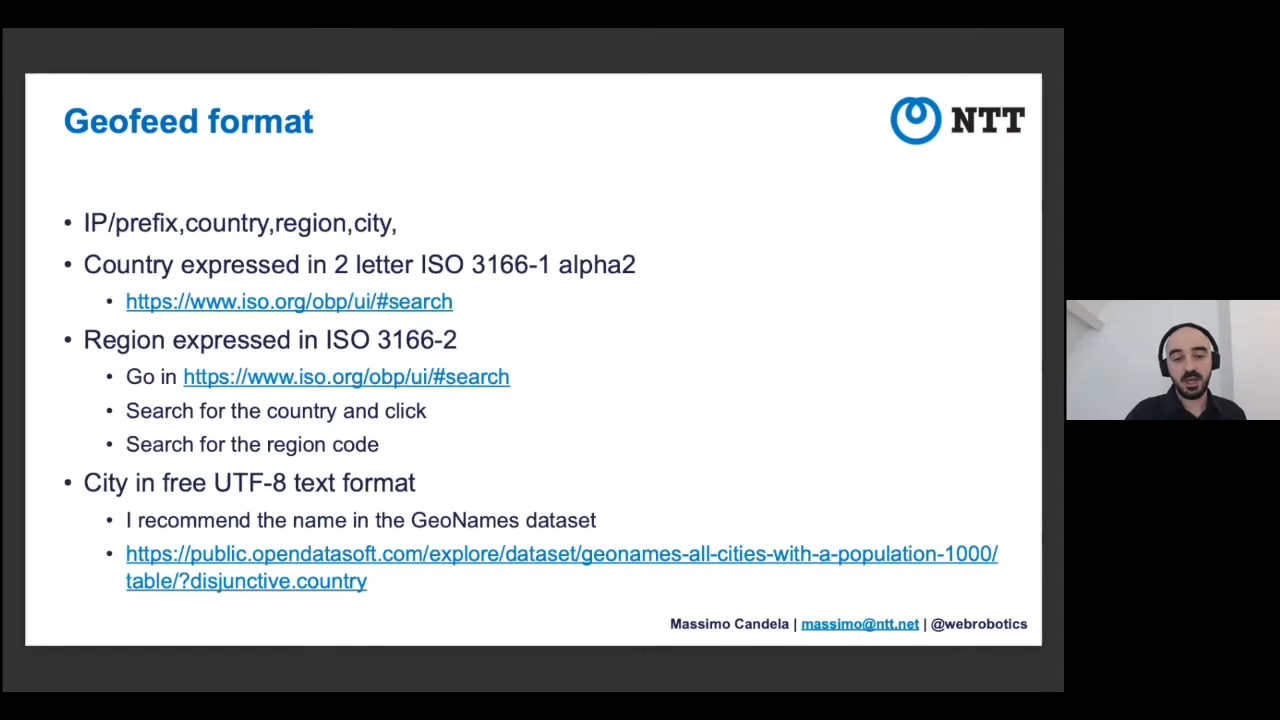 Geofeed format
NTT
• IP/prefix,country,region,city,
• Country expressed in 2 letter ISO 3166-1 alpha2
• https://www.iso.org/obp/ui/#search
• Region expressed in ISO 3166-2
• Go in https://www.iso.org/obp/ui/#search
• Search for the country and click
• Search for the region code
• City in free UTF-8 text format
• I recommend the name in the GeoNames dataset
• https://public.opendatasoft.com/explore/dataset/geonames-all-cities-with-a-population-1000/
table/?disjunctive.country
Massimo Candela | massimo@ntt.net | @webrobotics